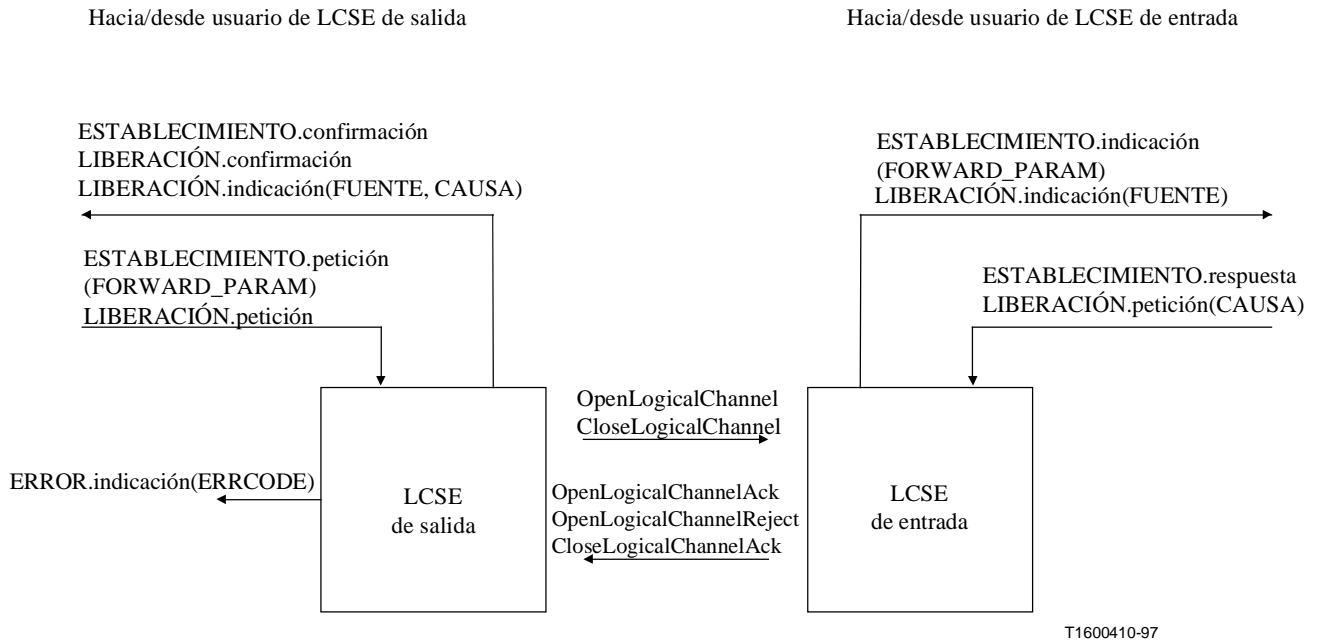 Hacia/desde usuario de LCSE de salida
Hacia/desde usuario de LCSE de entrada
ESTABLECIMIENTO.confirmación
LIBERACIÓN.confirmación
LIBERACIÓN.indicación(FUENTE, CAUSA)
ESTABLECIMIENTO.indicación
(FORWARD_PARAM)
LIBERACIÓN.indicación(FUENTE)
ESTABLECIMIENTO.petición
(FORWARD_PARAM)
LIBERACIÓN.petición
ESTABLECIMIENTO.respuesta
LIBERACIÓN.petición(CAUSA)
OpenLogicalChannel
CloseLogicalChannel
ERROR.indicación(ERRCODE)
LCSE
de salida
OpenLogicalChannelAck
OpenLogicalChannelReject
CloseLogicalChannelAck
LCSE
de entrada
T1600410-97